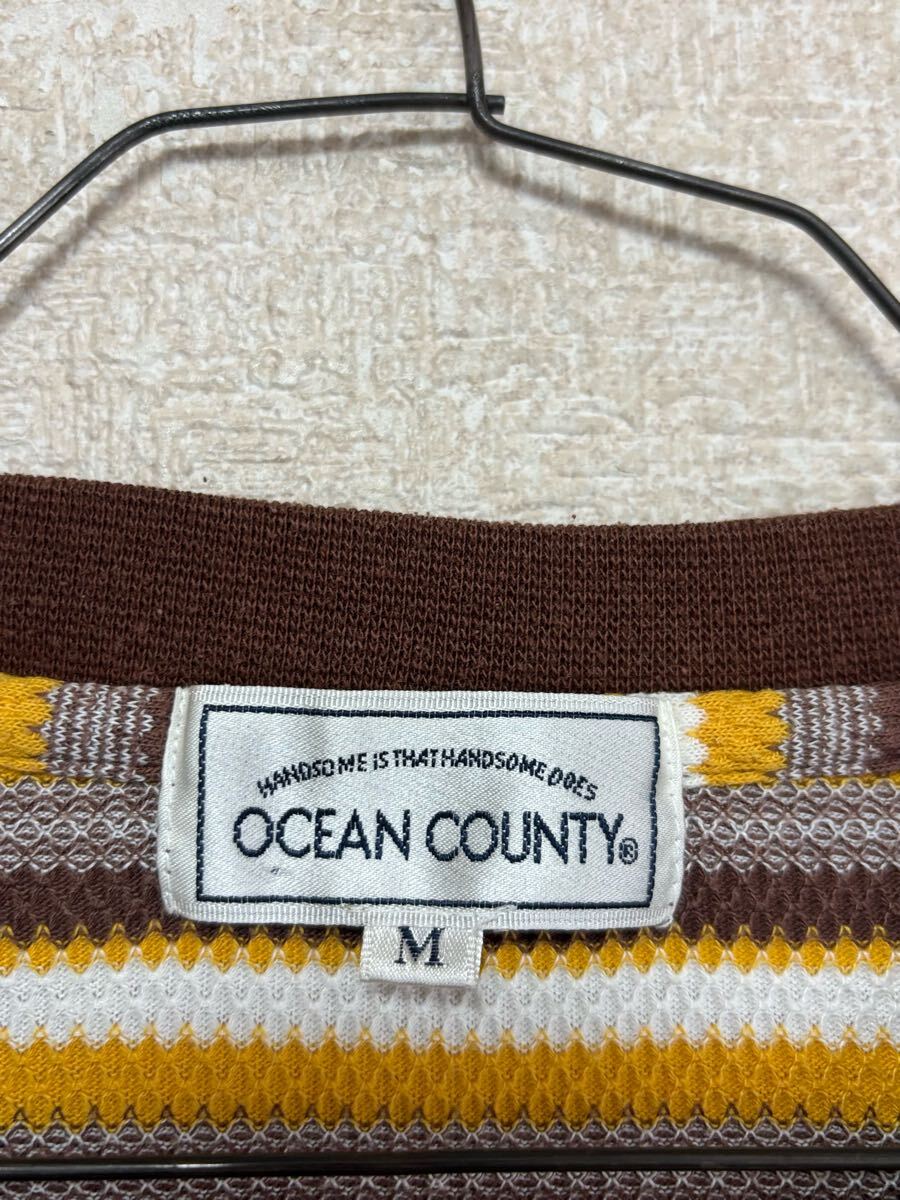 HANDSOME IS THAT HANDSOME DOES
OCEAN COUNTY®
M